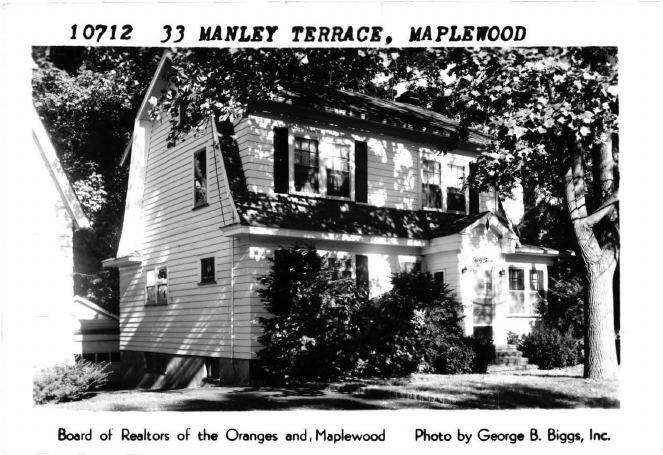 10712 33 MANLEY TERRACE, MAPLEWOOD
Board of Realtors of the Oranges and, Maplewood Photo by George B. Biggs, Inc.